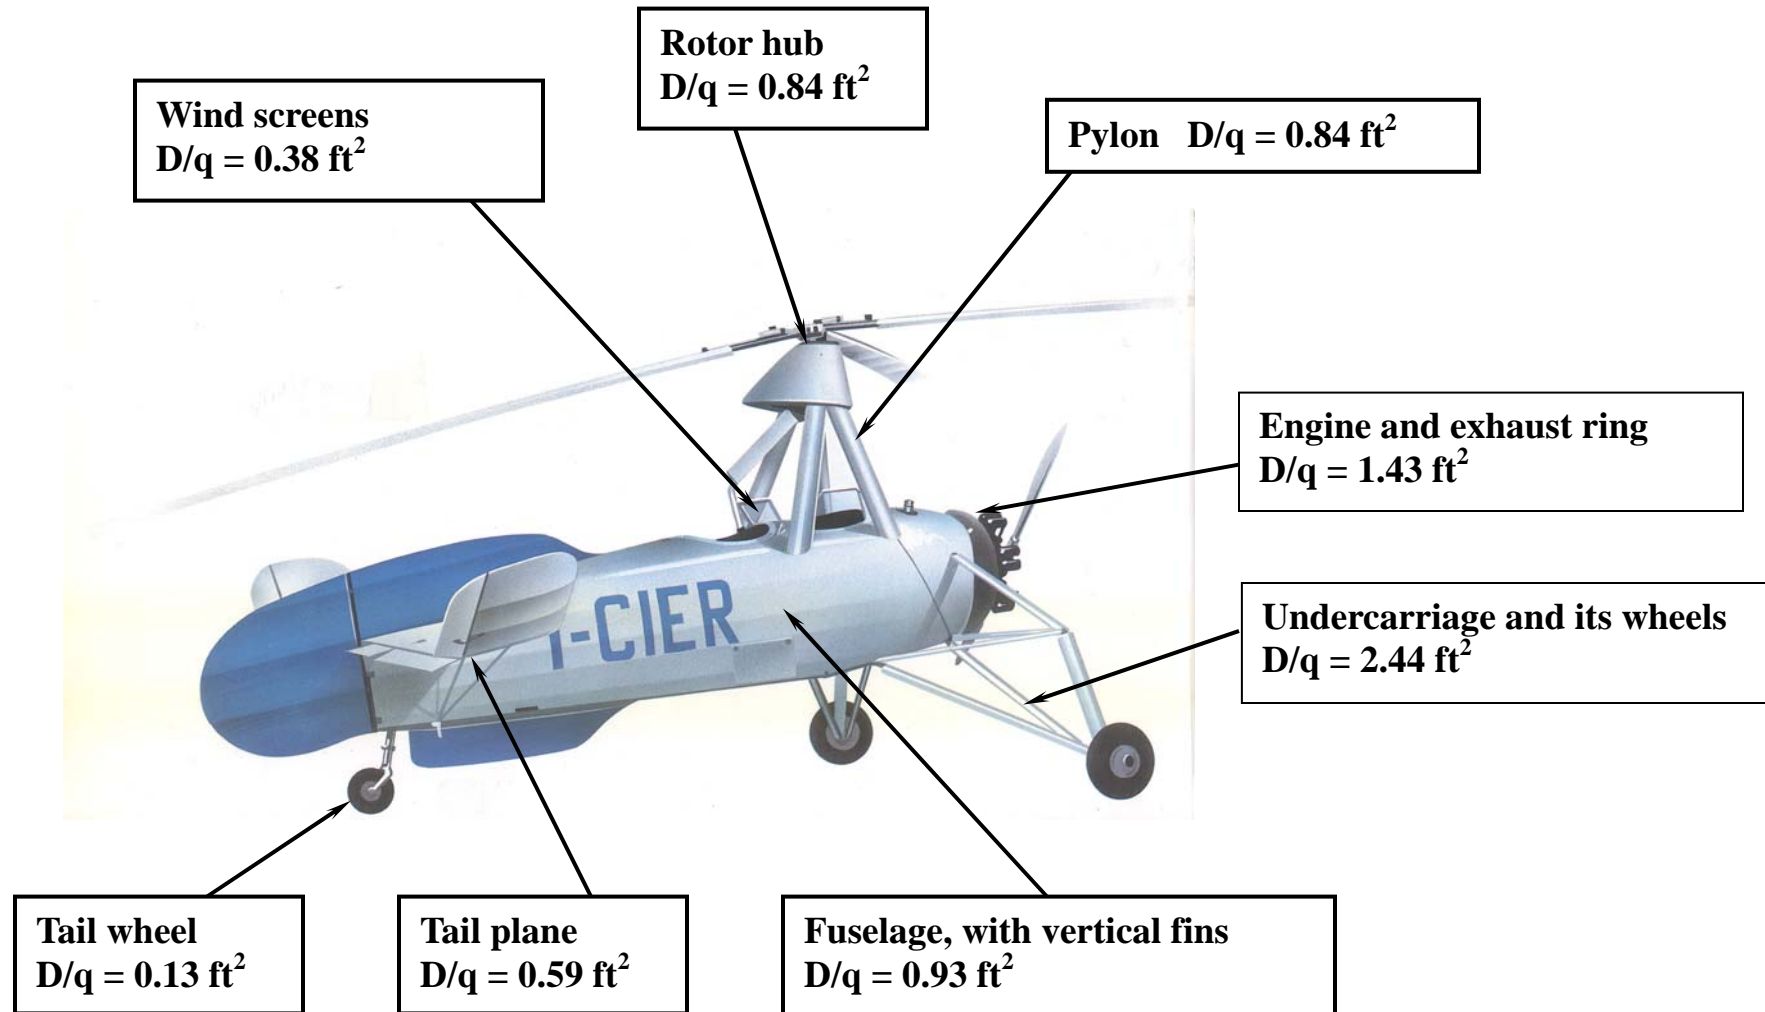 Rotor hub
D/q = 0.84 ft²
Wind screens
D/q = 0.38 ft²
Pylon D/q = 0.84 ft²
Engine and exhaust ring
D/q = 1.43 ft²
Undercarriage and its wheels
D/q = 2.44 ft²
I-CIER
Tail wheel
D/q = 0.13 ft²
Tail plane
D/q = 0.59 ft²
Fuselage, with vertical fins
D/q = 0.93 ft²